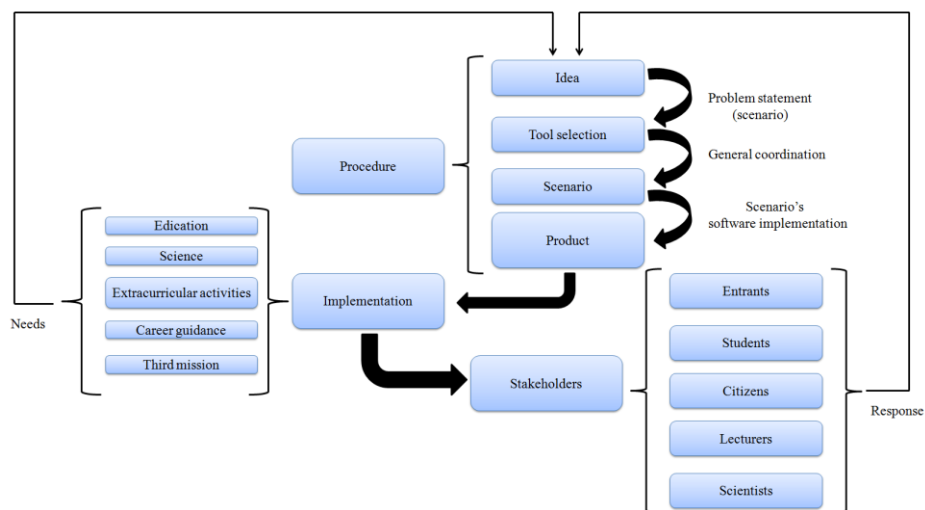 Idea
Problem statement
(scenario)
Tool selection
General coordination
Procedure
Scenario
Scenario's
software implementation
Product
Edication
Science
Extracurricular activities
Career guidance
Third mission
Needs
Implementation
Stakeholders
Entrants
Students
Citizens
Lecturers
Scientists
Response